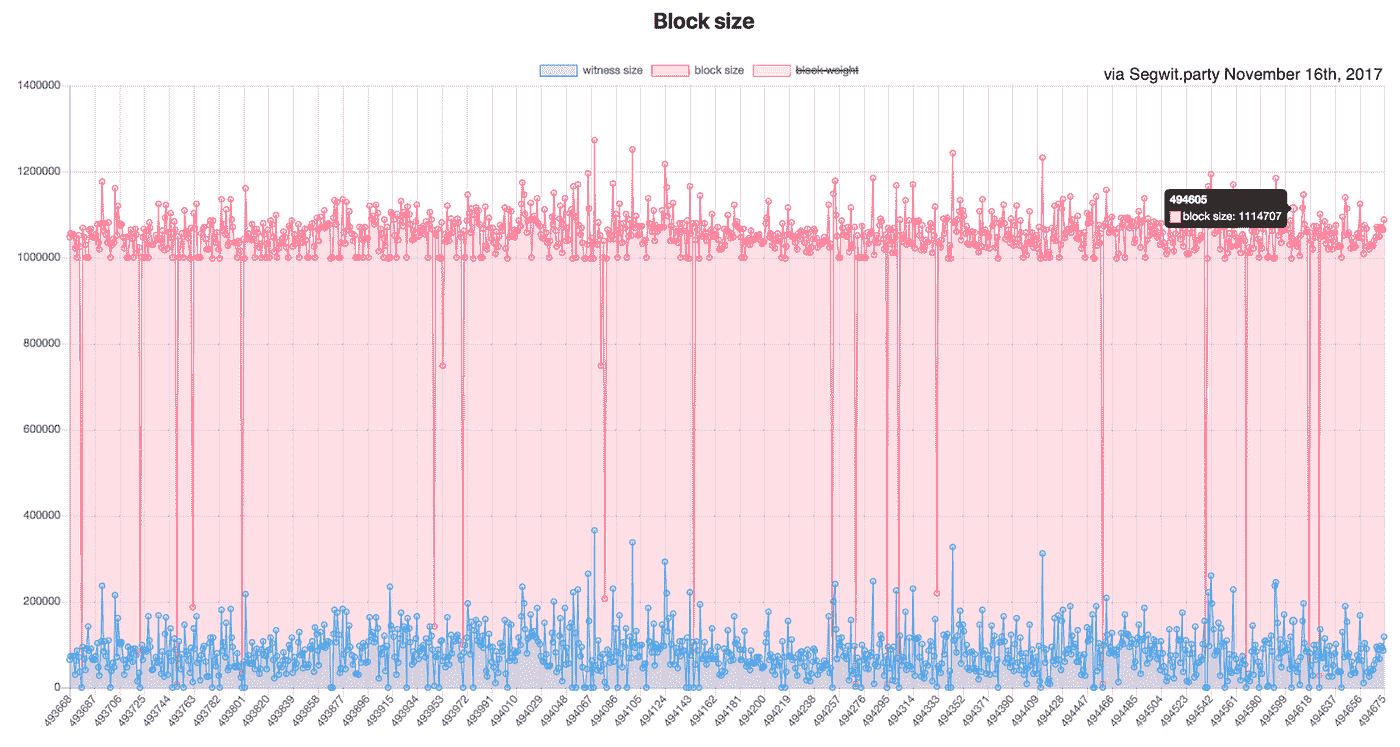 Block size
witness size block size block weight
via Segwit.party November 16th, 2017
1400000
1200000
1000000
800000
600000
400000
200000
0
494605
block size: 1114707
493668 493687 493706 493725 493744 493763 493782 493801 493820 493839 493858 493877 493896 493915 493934 493953 493972 493991 494010 494029 494048 494067 494086 494105 494124 494143 494162 494181 494200 494219 494238 494257 494276 494295 494314 494333 494352 494371 494390 494409 494428 494447 494466 494485 494504 494523 494542 494561 494580 494599 494618 494637 494656 494675